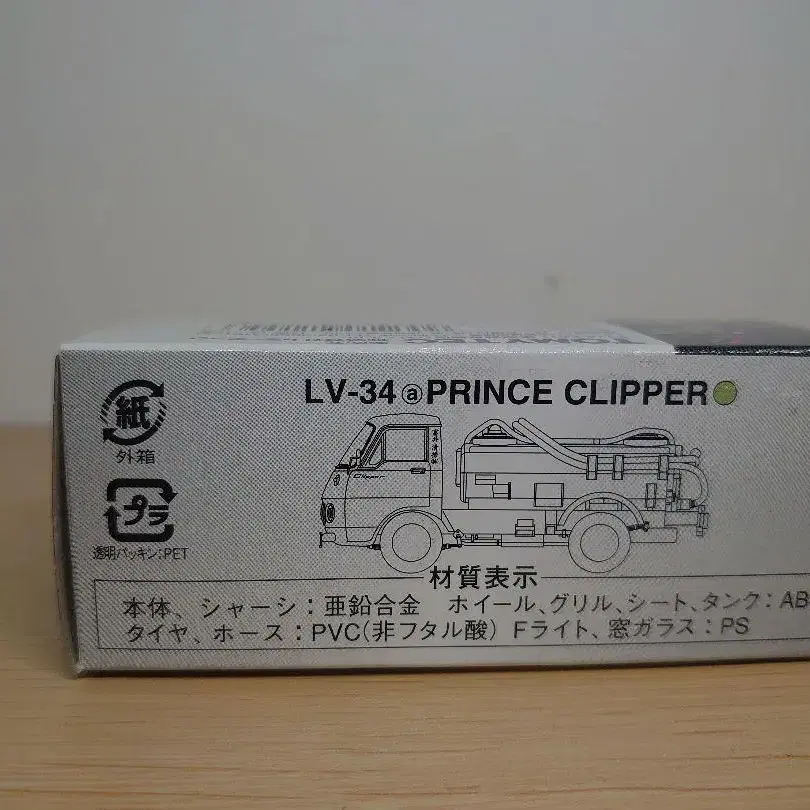 TOMYTEC
LV-34 ⓐ PRINCE CLIPPER
紙
外箱
プラ
透明パッキン:PET
Clipper
材質表示
本体、シャーシ:亜鉛合金 ホイール、グリル、シート、タンク:AB
タイヤ、ホース:PVC(非フタル酸) Fライト、窓ガラス:PS